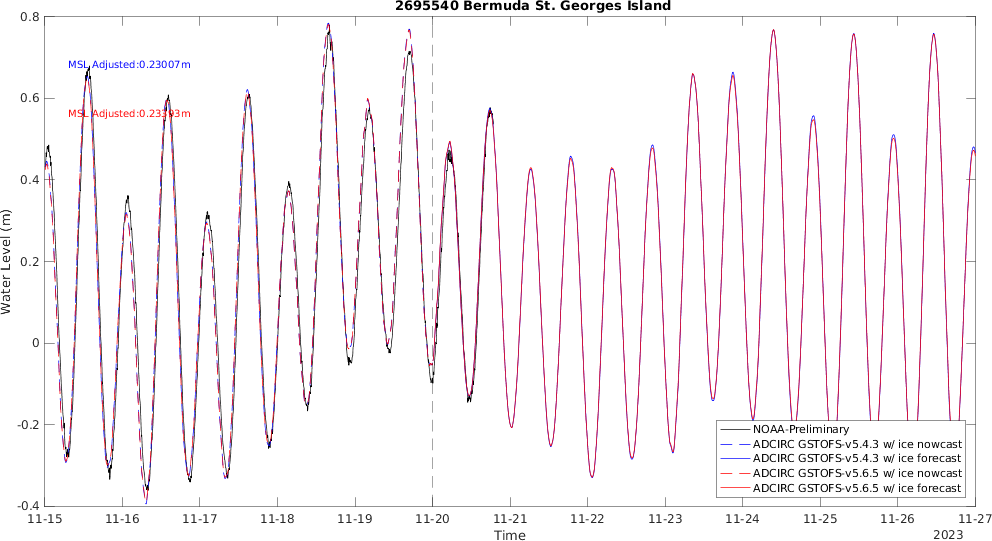 2695540 Bermuda St. Georges Island
0.8
0.6
0.4
0.2
0
-0.2
-0.4
Water Level (m)
MSL Adjusted:0.23007m
MSL Adjusted:0.23393m
NOAA-Preliminary
ADCIRC GSTOFS-v5.4.3 w/ ice nowcast
ADCIRC GSTOFS-v5.4.3 w/ ice forecast
ADCIRC GSTOFS-v5.6.5 w/ ice nowcast
ADCIRC GSTOFS-v5.6.5 w/ ice forecast
11-15 11-16 11-17 11-18 11-19 11-20 11-21 11-22 11-23 11-24 11-25 11-26 11-27
Time
2023